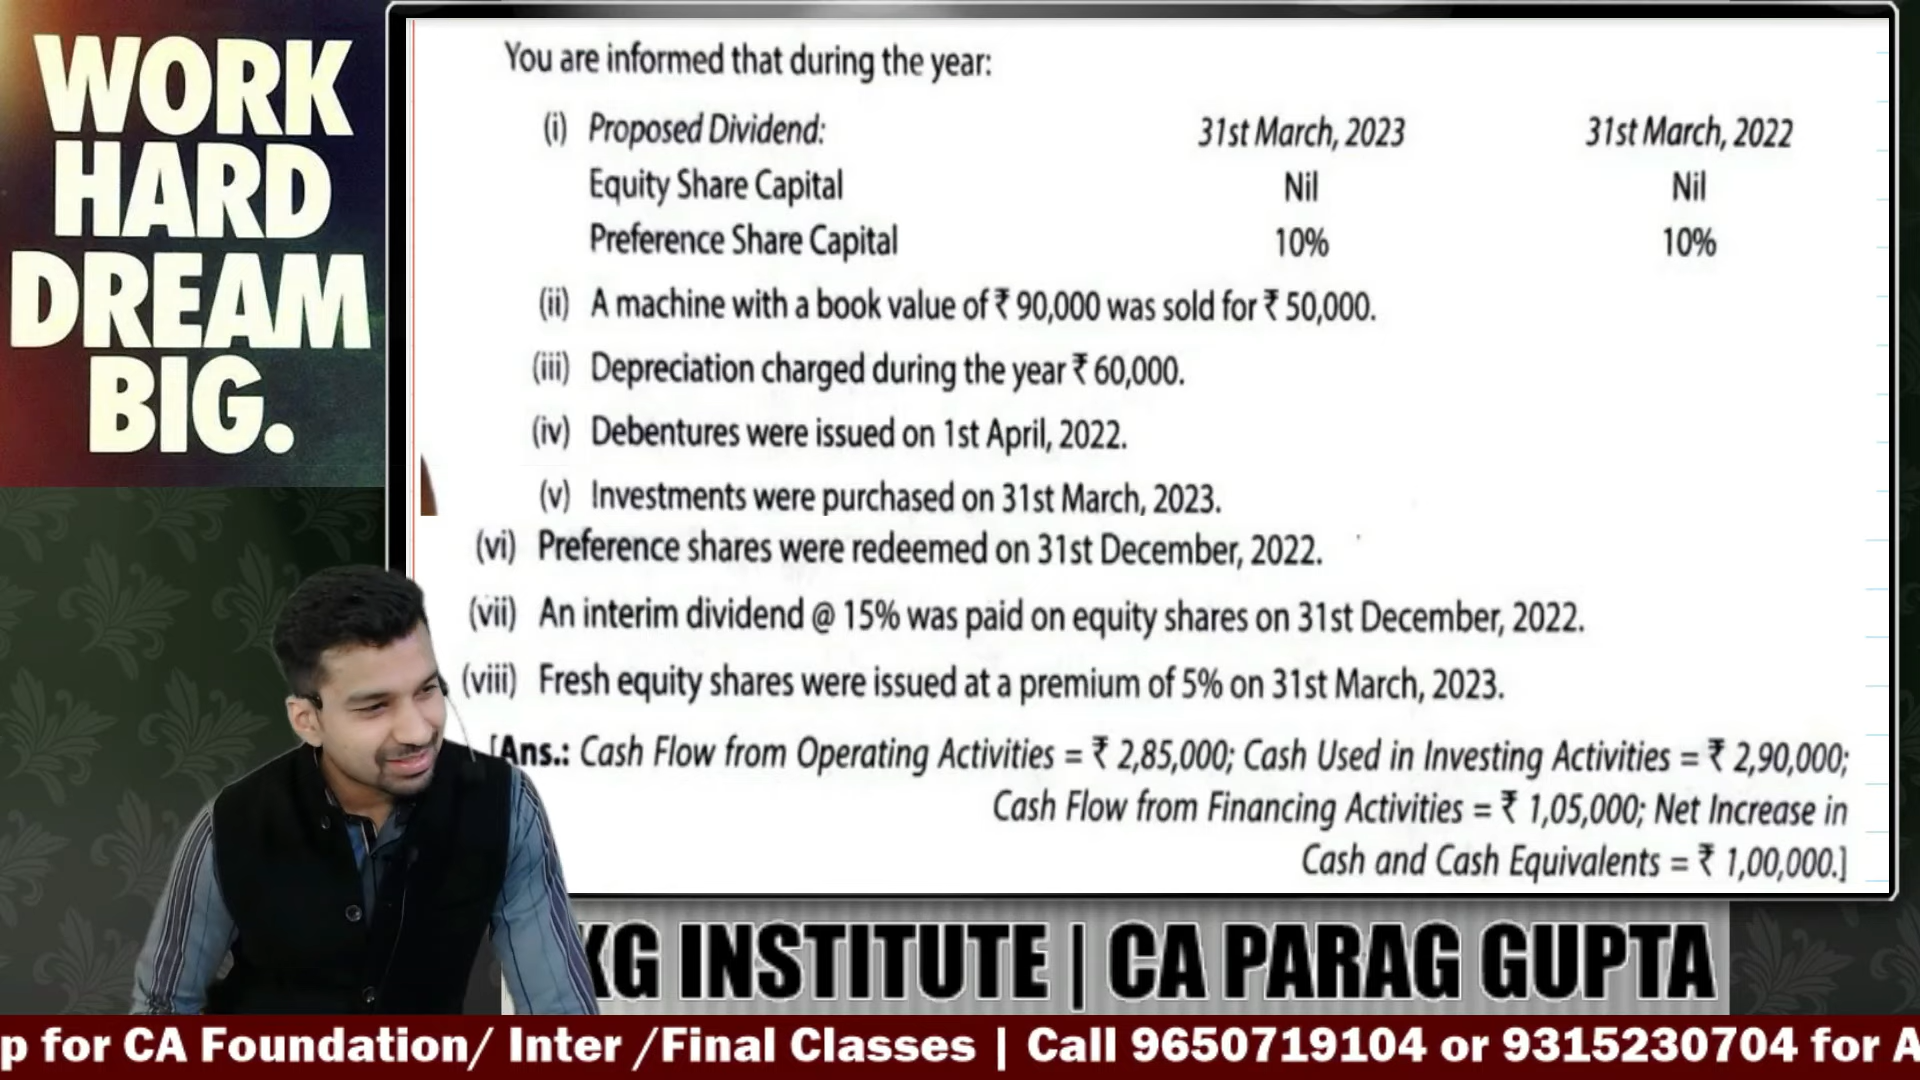 WORK
HARD
DREAM
BIG.
You are informed that during the year:
(i) Proposed Dividend: 31st March, 2023 31st March, 2022
Equity Share Capital Nil Nil
Preference Share Capital 10% 10%
(ii) A machine with a book value of ₹ 90,000 was sold for ₹ 50,000.
(iii) Depreciation charged during the year ₹ 60,000.
(iv) Debentures were issued on 1st April, 2022.
(v) Investments were purchased on 31st March, 2023.
(vi) Preference shares were redeemed on 31st December, 2022.
(vii) An interim dividend @ 15% was paid on equity shares on 31st December, 2022.
(viii) Fresh equity shares were issued at a premium of 5% on 31st March, 2023.
[Ans.: Cash Flow from Operating Activities = ₹ 2,85,000; Cash Used in Investing Activities = ₹ 2,90,000;
Cash Flow from Financing Activities = ₹ 1,05,000; Net Increase in
Cash and Cash Equivalents = ₹ 1,00,000.]
KG INSTITUTE | CA PARAG GUPTA
p for CA Foundation/ Inter /Final Classes | Call 9650719104 or 9315230704 for A